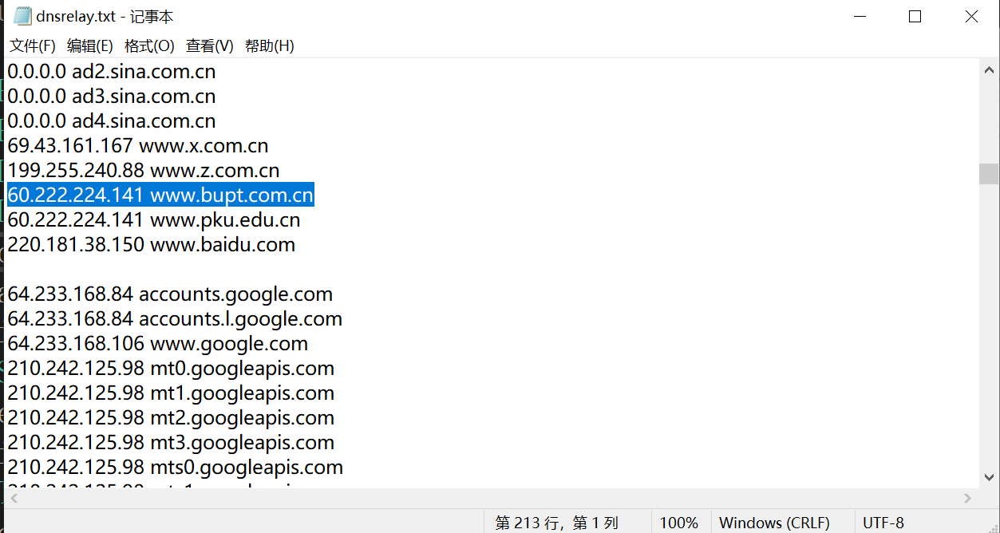 dnsrelay.txt - 记事本
文件(F) 编辑(E) 格式(O) 查看(V) 帮助(H)
0.0.0.0 ad2.sina.com.cn
0.0.0.0 ad3.sina.com.cn
0.0.0.0 ad4.sina.com.cn
69.43.161.167 www.x.com.cn
199.255.240.88 www.z.com.cn
60.222.224.141 www.bupt.com.cn
60.222.224.141 www.pku.edu.cn
220.181.38.150 www.baidu.com
64.233.168.84 accounts.google.com
64.233.168.84 accounts.l.google.com
64.233.168.106 www.google.com
210.242.125.98 mt0.googleapis.com
210.242.125.98 mt1.googleapis.com
210.242.125.98 mt2.googleapis.com
210.242.125.98 mt3.googleapis.com
210.242.125.98 mts0.googleapis.com
第 213 行，第 1 列 100% Windows (CRLF) UTF-8